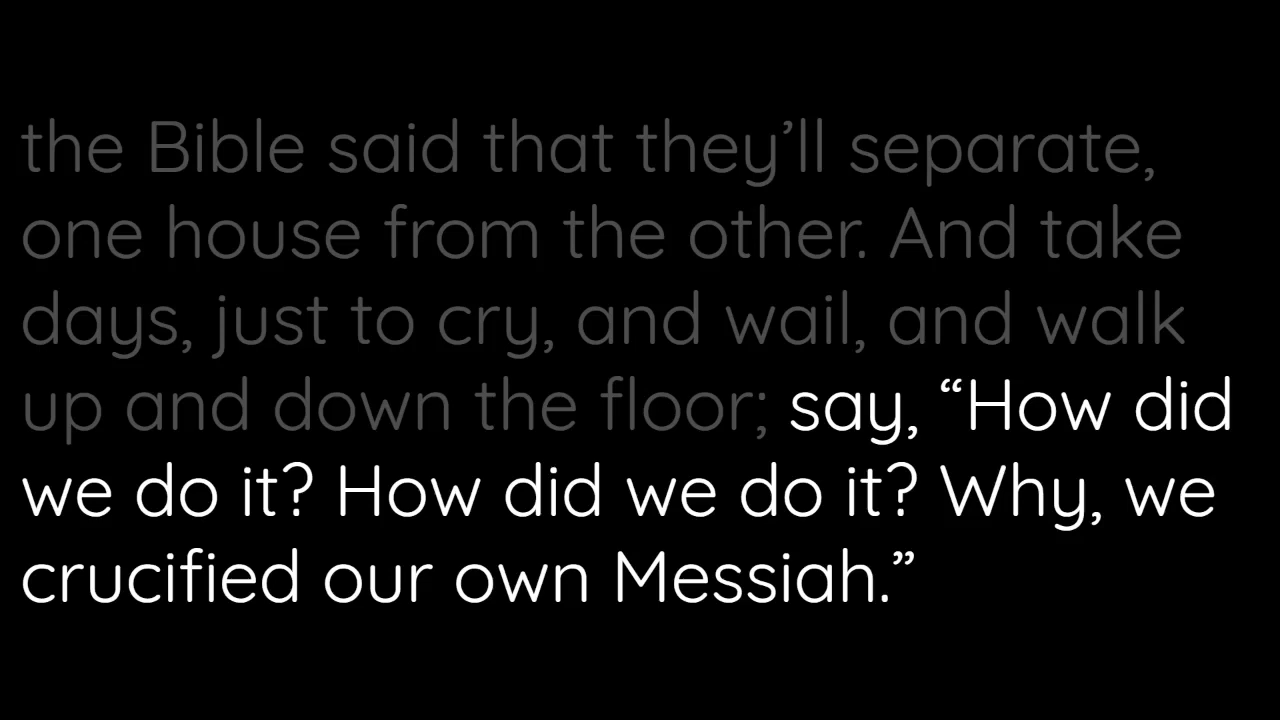 the Bible said that they’ll separate,
one house from the other. And take
days, just to cry, and wail, and walk
up and down the floor; say, “How did
we do it? How did we do it? Why, we
crucified our own Messiah.”